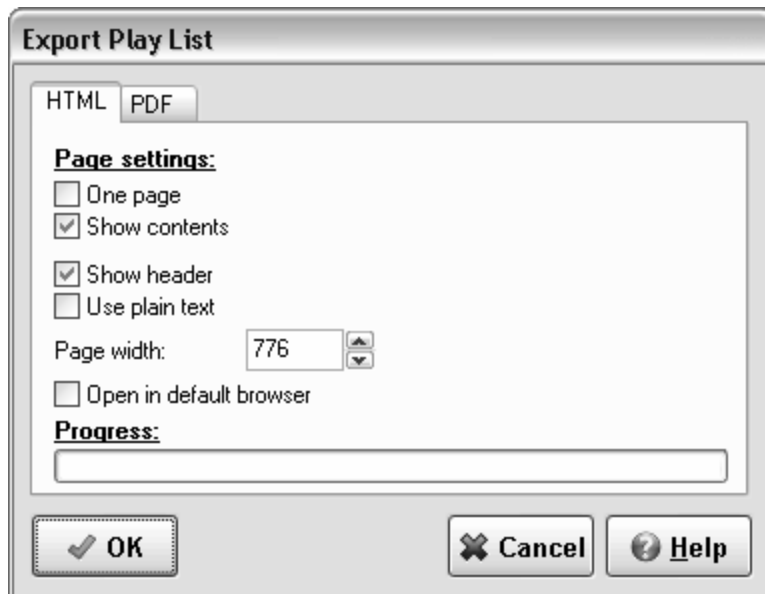 Export Play List
HTML PDF
Page settings:
One page
Show contents
Show header
Use plain text
Page width: 776
Open in default browser
Progress:
OK Cancel Help